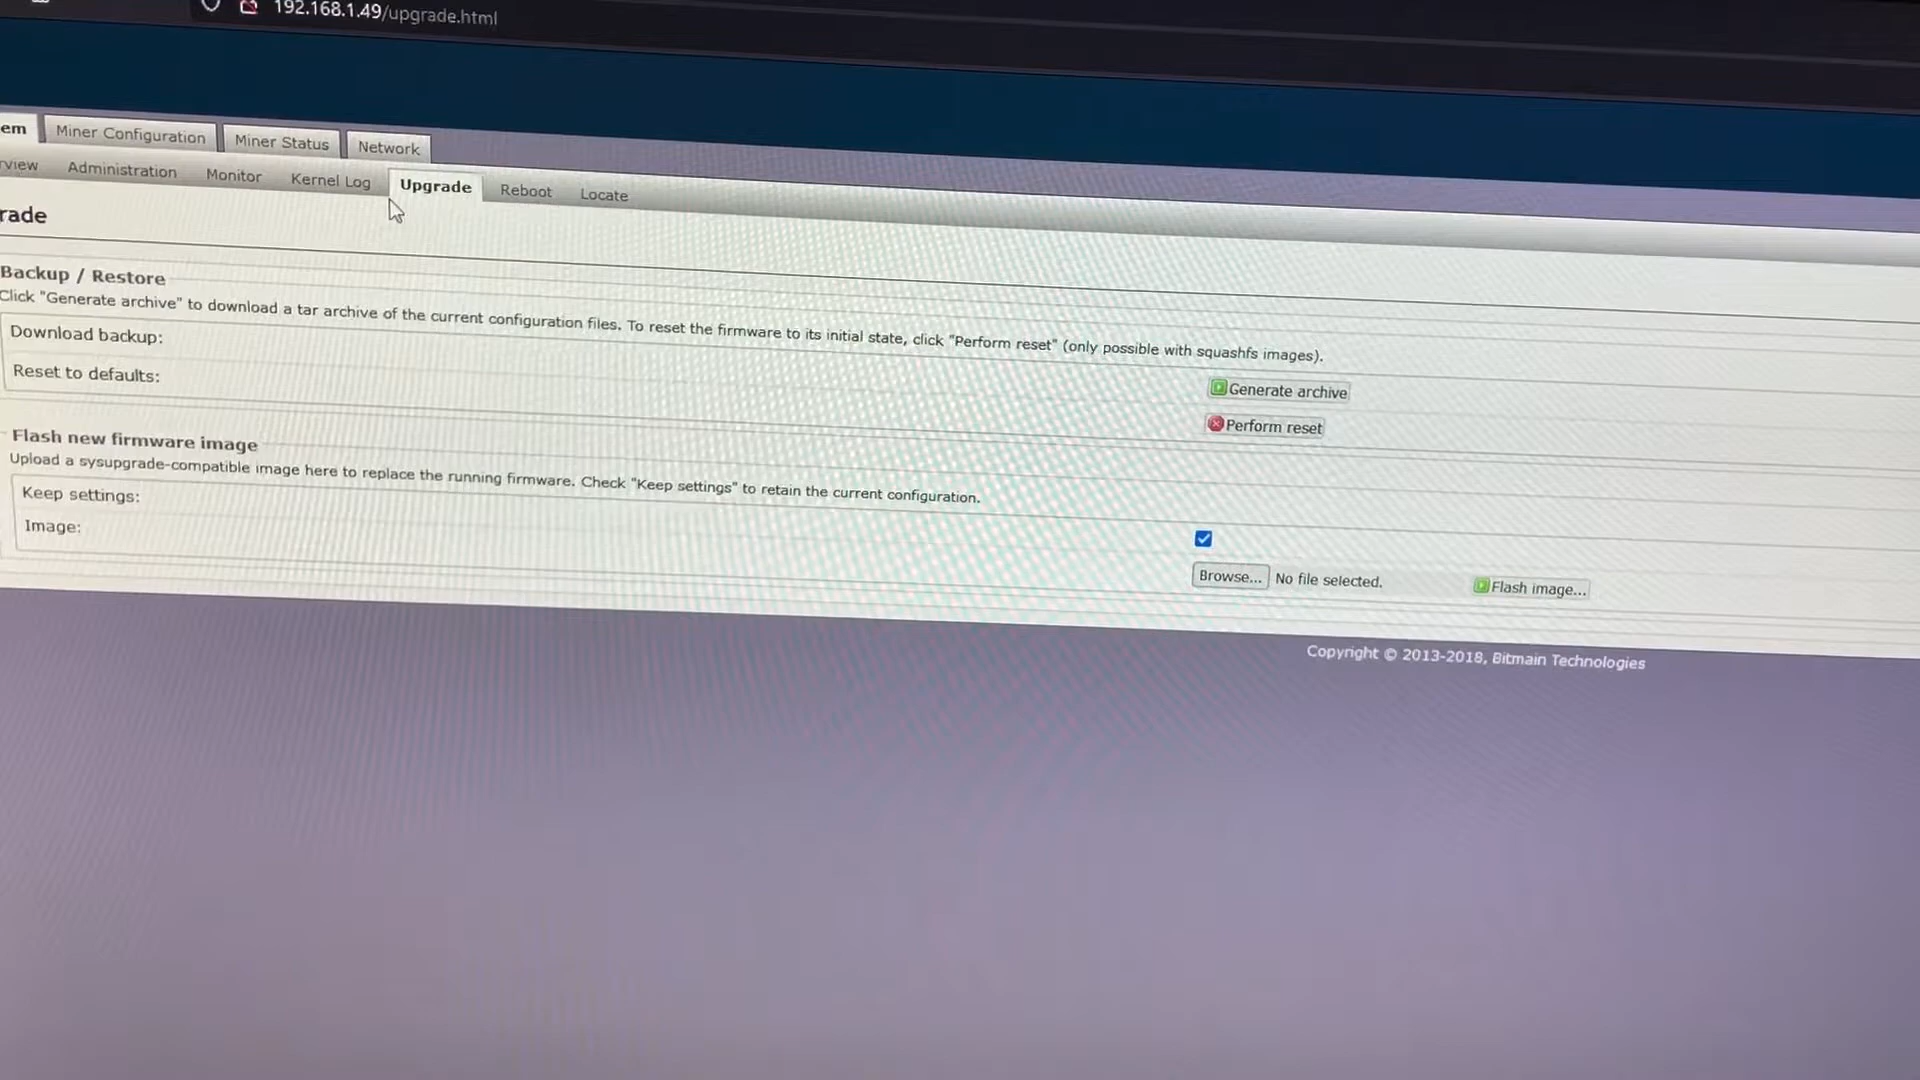 192.168.1.49/upgrade.html
em Miner Configuration Miner Status Network
rview Administration Monitor Kernel Log Upgrade Reboot Locate
rade
Backup / Restore
Click "Generate archive" to download a tar archive of the current configuration files. To reset the firmware to its initial state, click "Perform reset" (only possible with squashfs images).
Download backup: Generate archive
Reset to defaults: Perform reset
Flash new firmware image
Upload a sysupgrade-compatible image here to replace the running firmware. Check "Keep settings" to retain the current configuration.
Keep settings:
Image: Browse... No file selected. Flash image...
Copyright © 2013-2018, Bitmain Technologies